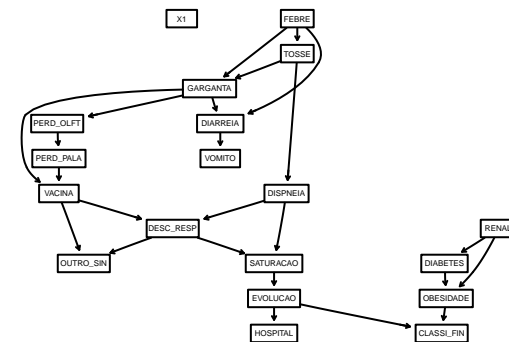 X1
FEBRE
TOSSE
GARGANTA
PERD_OLFT
DIARREIA
PERD_PALA
VOMITO
VACINA
DISPNEIA
DESC_RESP
RENAL
OUTRO_SIN
SATURACAO
DIABETES
EVOLUCAO
OBESIDADE
HOSPITAL
CLASSI_FIN